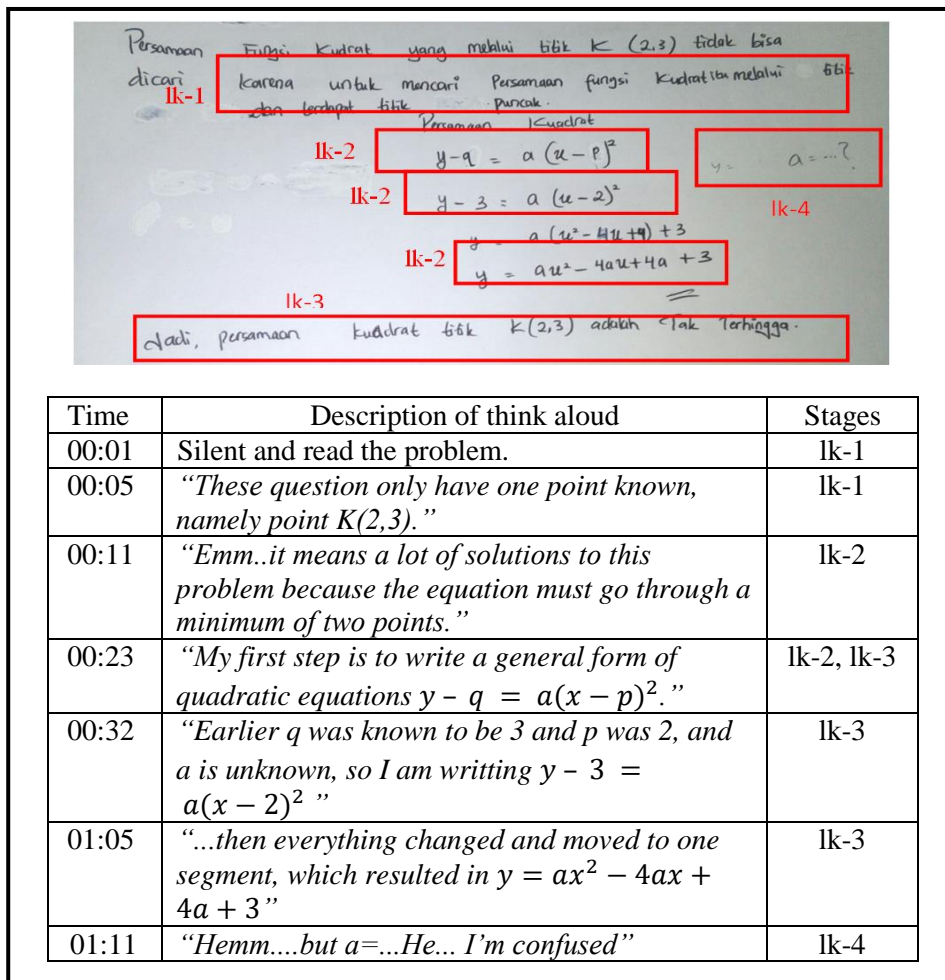 Persamaan Fungsi Kudrat yang melalui titik K (2,3) tidak bisa
dicari karena untuk mencari Persamaan fungsi Kudrat itu melalui titik
lk-1
dan terdapat titik puncak.
Persamaan Kuadrat
lk-2 y-q = a (x-p)²
y = a = ...?
lk-4
lk-2 y - 3 = a (x-2)²
y = a (x² - 4x + 4) + 3
lk-2 y = ax² - 4ax + 4a + 3
lk-3
Jadi, persamaan kuadrat titik K(2,3) adalah Tak Terhingga.
Time Description of think aloud Stages
00:01 Silent and read the problem. lk-1
00:05 “These question only have one point known, lk-1
namely point K(2,3).”
00:11 “Emm..it means a lot of solutions to this lk-2
problem because the equation must go through a
minimum of two points.”
00:23 “My first step is to write a general form of lk-2, lk-3
quadratic equations y – q = a(x – p)².”
00:32 “Earlier q was known to be 3 and p was 2, and lk-3
a is unknown, so I am writting y – 3 =
a(x – 2)² ”
01:05 “...then everything changed and moved to one lk-3
segment, which resulted in y = ax² – 4ax +
4a + 3”
01:11 “Hemm....but a=...He... I’m confused” lk-4